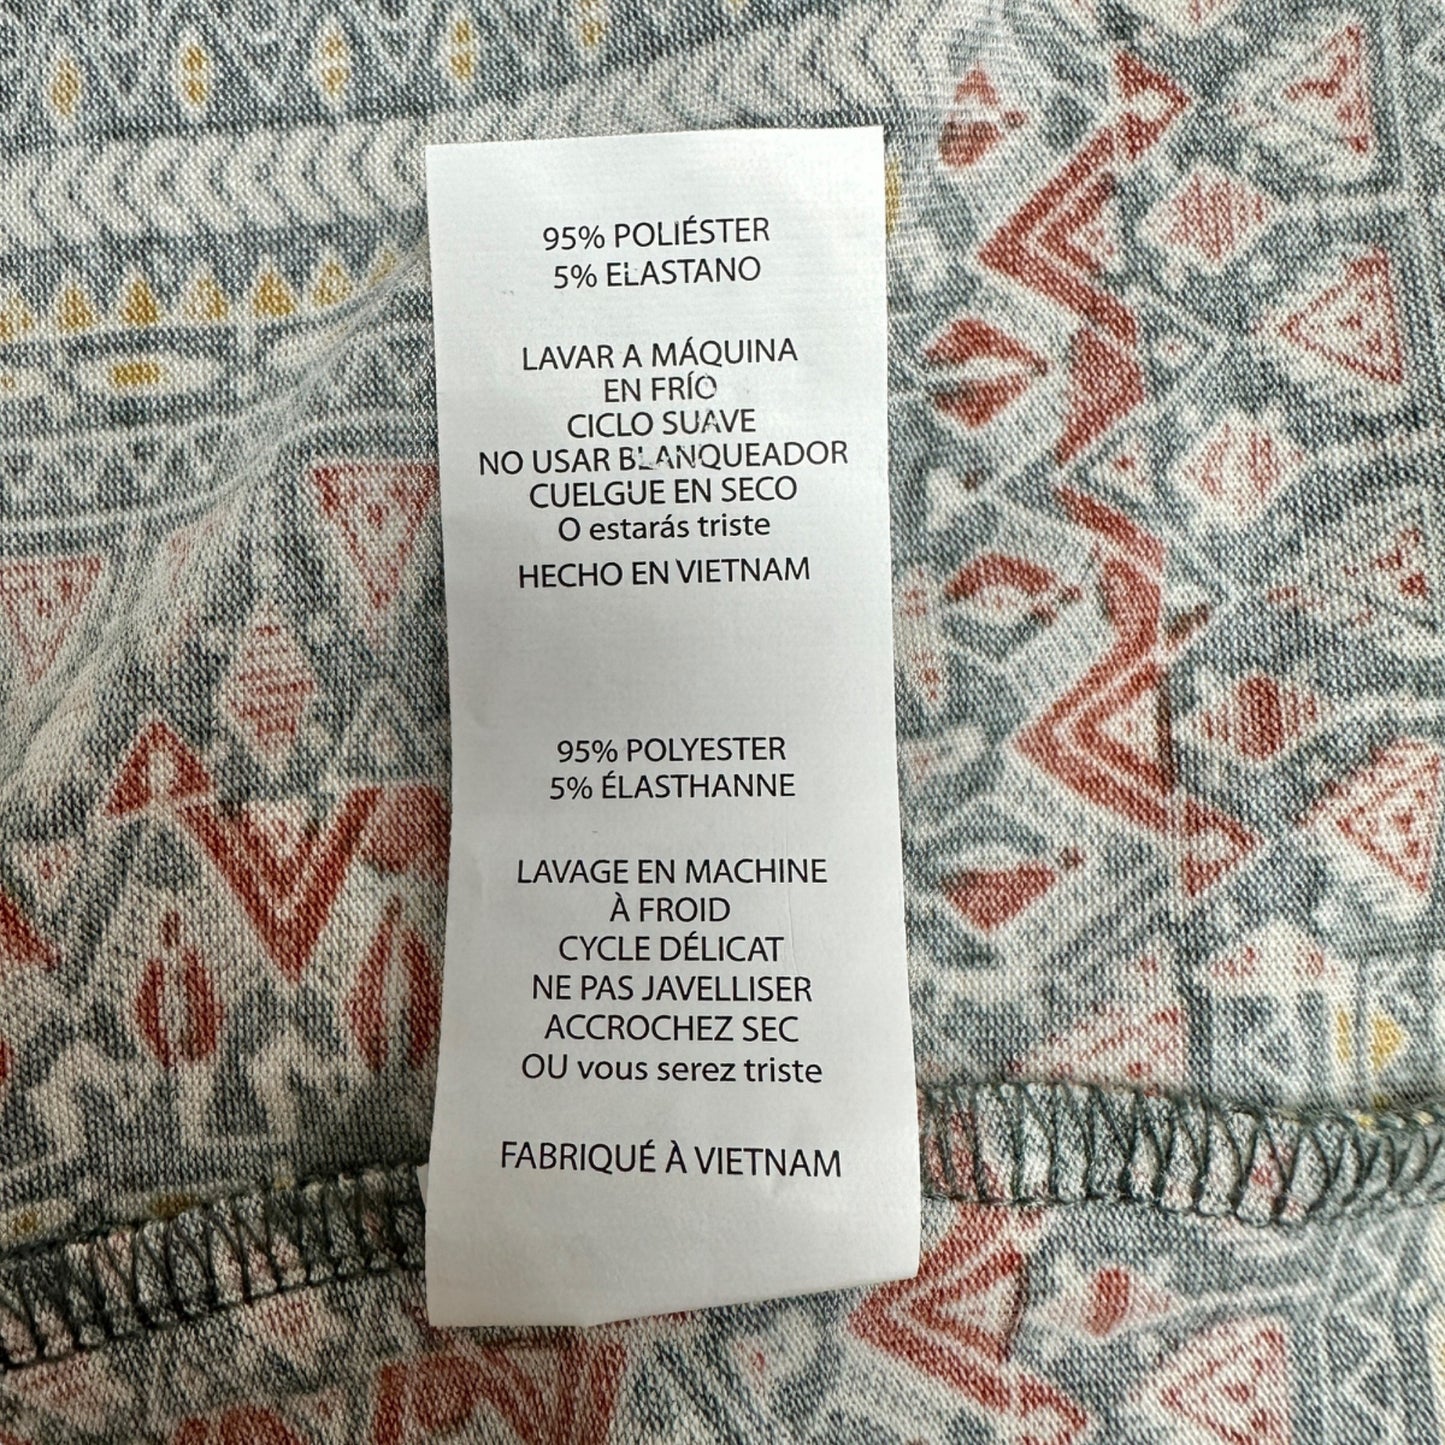 95% POLIÉSTER
5% ELASTANO
LAVAR A MÁQUINA
EN FRÍO
CICLO SUAVE
NO USAR BLANQUEADOR
CUELGUE EN SECO
O estarás triste
HECHO EN VIETNAM
95% POLYESTER
5% ÉLASTHANNE
LAVAGE EN MACHINE
À FROID
CYCLE DÉLICAT
NE PAS JAVELLISER
ACCROCHEZ SEC
OU vous serez triste
FABRIQUÉ À VIETNAM